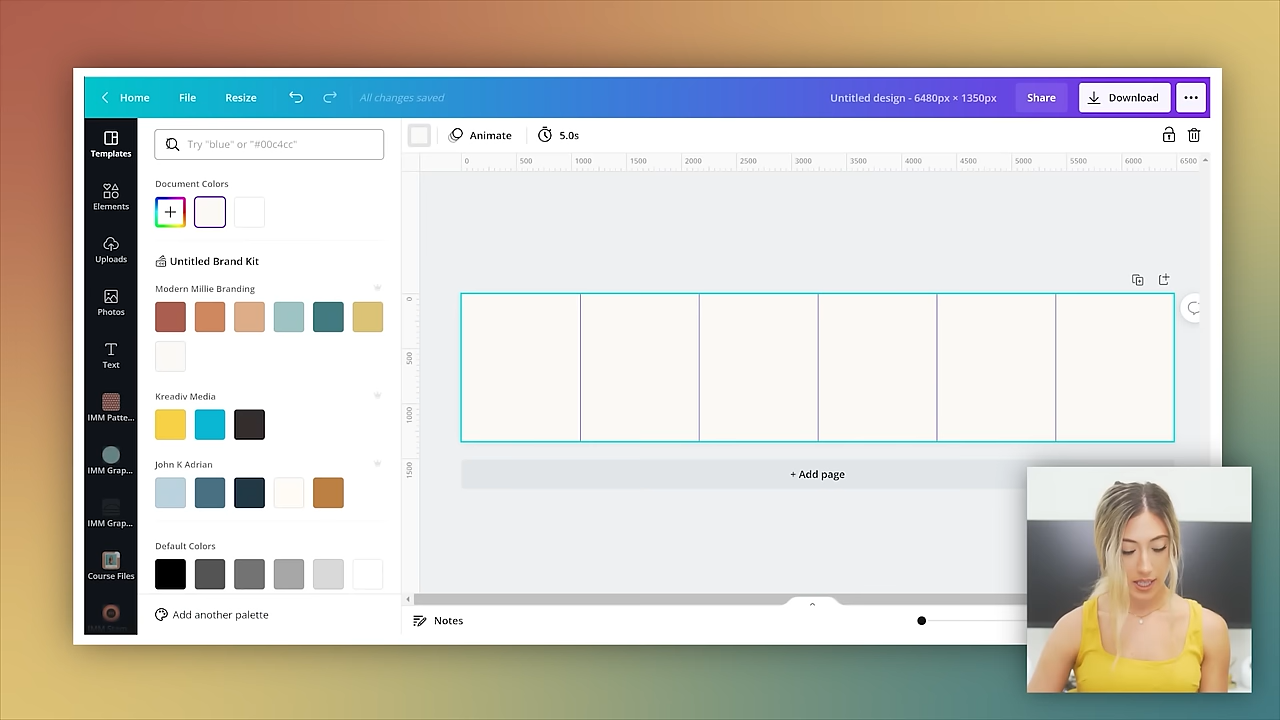 Home File Resize All changes saved Untitled design - 6480px × 1350px Share Download
Templates
Elements
Uploads
Photos
Text
IMM Patte...
IMM Grap...
IMM Grap...
Course Files
Try "blue" or "#00c4cc"
Document Colors
Untitled Brand Kit
Modern Millie Branding
Kreadiv Media
John K Adrian
Default Colors
Add another palette
Animate 5.0s
0 500 1000 1500 2000 2500 3000 3500 4000 4500 5000 5500 6000 6500
0
500
1000
1500
+ Add page
Notes